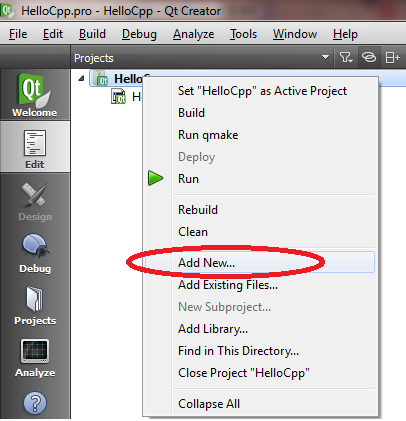 HelloCpp.pro - HelloCpp - Qt Creator
File Edit Build Debug Analyze Tools Window Help
Projects
Qt
Welcome
Edit
Design
Debug
Projects
Analyze
HelloC
H
Set "HelloCpp" as Active Project
Build
Run qmake
Deploy
Run
Rebuild
Clean
Add New...
Add Existing Files...
New Subproject...
Add Library...
Find in This Directory...
Close Project "HelloCpp"
Collapse All